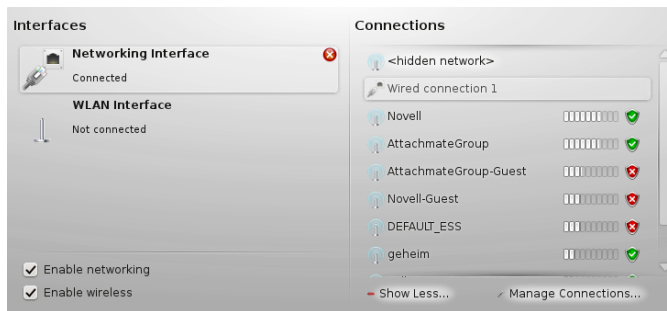 Interfaces
Networking Interface
Connected
WLAN Interface
Not connected
Enable networking
Enable wireless
Connections
<hidden network>
Wired connection 1
Novell
AttachmateGroup
AttachmateGroup-Guest
Novell-Guest
DEFAULT_ESS
geheim
Show Less...
Manage Connections...